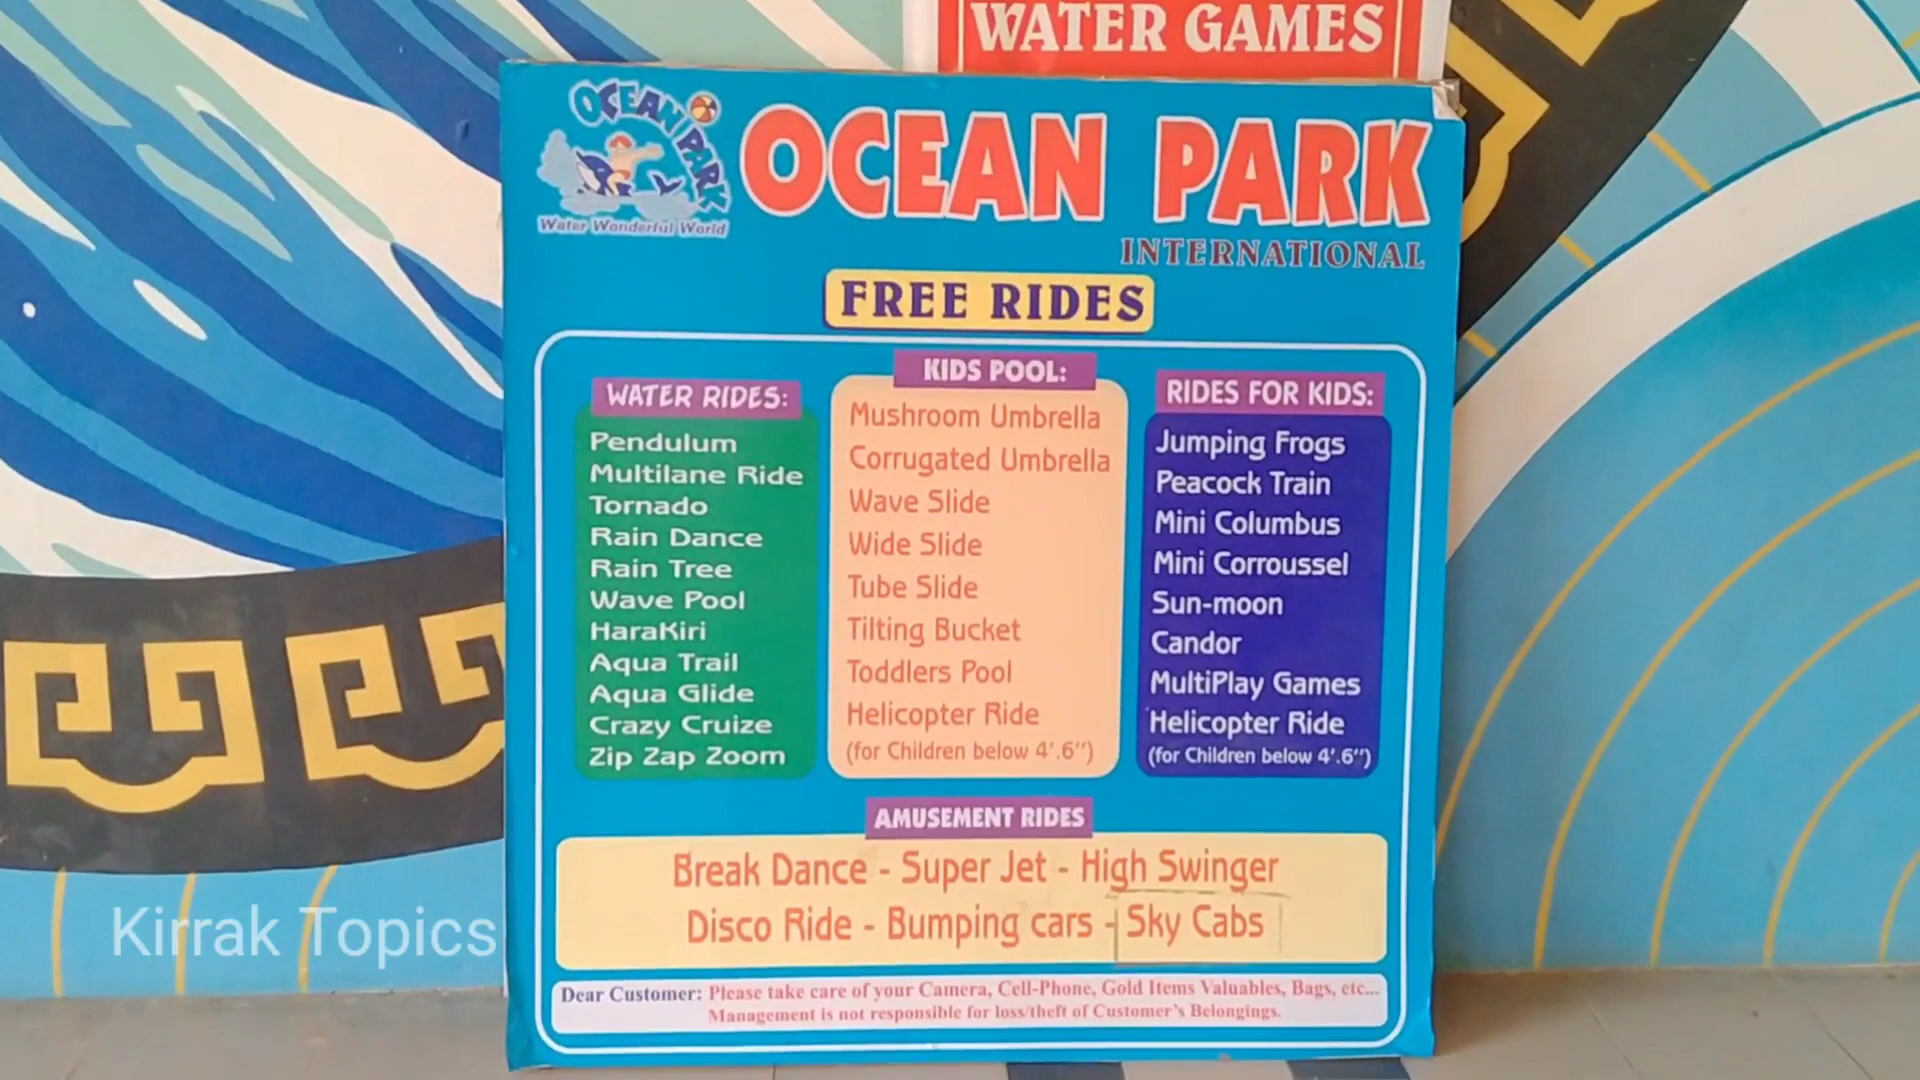 WATER GAMES
OCEAN PARK
Water Wonderful World
OCEAN PARK
INTERNATIONAL
FREE RIDES
WATER RIDES:
Pendulum
Multilane Ride
Tornado
Rain Dance
Rain Tree
Wave Pool
HaraKiri
Aqua Trail
Aqua Glide
Crazy Cruize
Zip Zap Zoom
KIDS POOL:
Mushroom Umbrella
Corrugated Umbrella
Wave Slide
Wide Slide
Tube Slide
Tilting Bucket
Toddlers Pool
Helicopter Ride
(for Children below 4'.6")
RIDES FOR KIDS:
Jumping Frogs
Peacock Train
Mini Columbus
Mini Corroussel
Sun-moon
Candor
MultiPlay Games
Helicopter Ride
(for Children below 4'.6")
AMUSEMENT RIDES
Break Dance - Super Jet - High Swinger
Disco Ride - Bumping cars - Sky Cabs
Dear Customer: Please take care of your Camera, Cell-Phone, Gold Items Valuables, Bags, etc...
Management is not responsible for loss/theft of Customer's Belongings.
Kirrak Topics